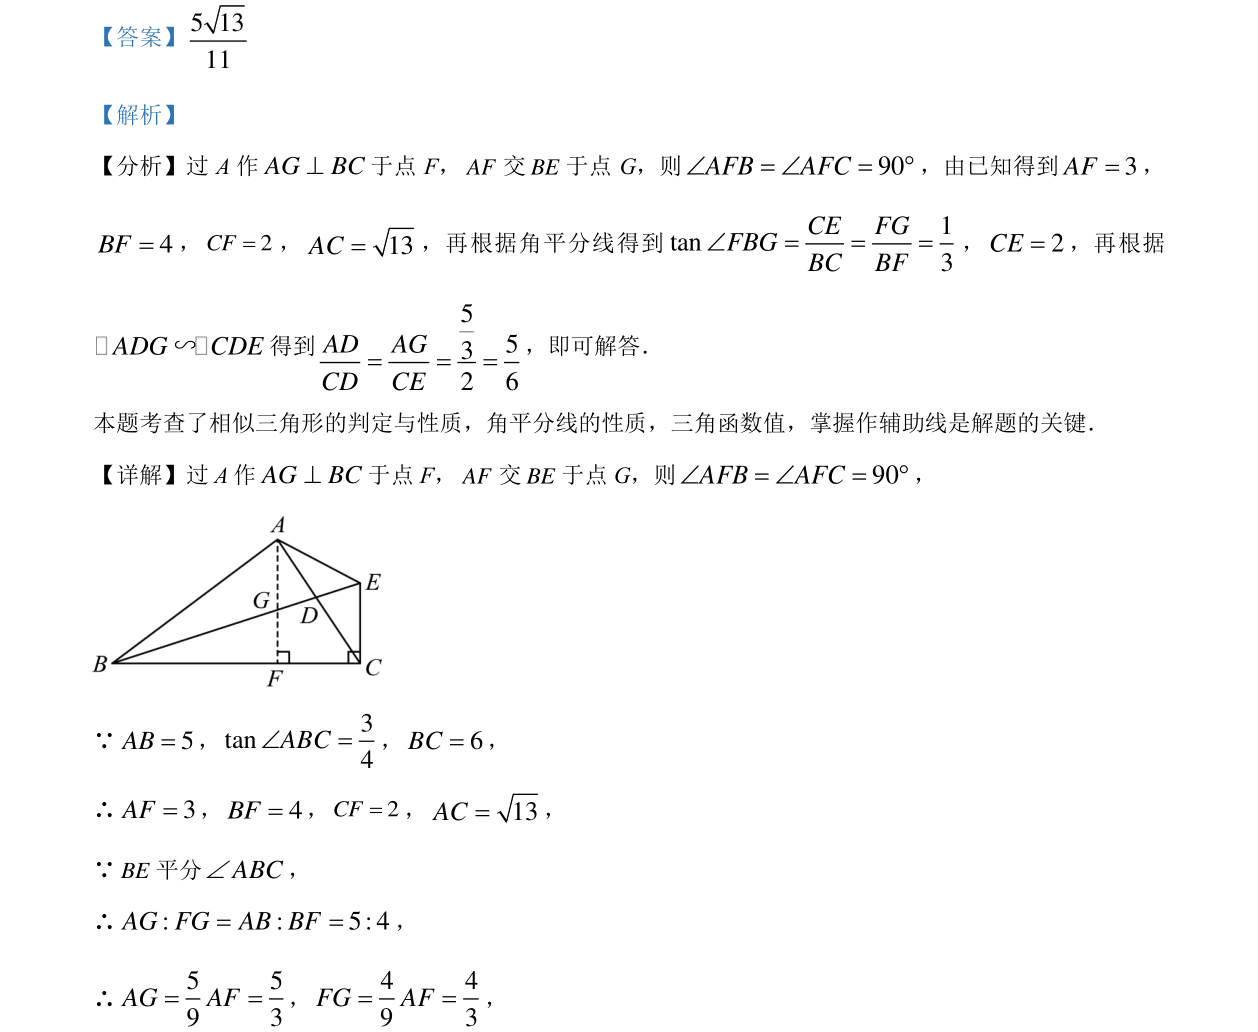 【答案】5√13/11
【解析】
【分析】过 A 作 AG ⊥ BC 于点 F，AF 交 BE 于点 G，则∠AFB = ∠AFC = 90°，由已知得到 AF = 3，
BF = 4，CF = 2，AC = √13，再根据角平分线得到 tan ∠FBG = CE/BC = FG/BF = 1/3，CE = 2，再根据
□ADG∽□CDE 得到 AD/CD = AG/CE = (5/3)/2 = 5/6，即可解答．
本题考查了相似三角形的判定与性质，角平分线的性质，三角函数值，掌握作辅助线是解题的关键．
【详解】过 A 作 AG ⊥ BC 于点 F，AF 交 BE 于点 G，则∠AFB = ∠AFC = 90°，
A
E
G
D
B
F
C
∵ AB = 5，tan ∠ABC = 3/4，BC = 6，
∴ AF = 3，BF = 4，CF = 2，AC = √13，
∵ BE 平分∠ABC，
∴ AG : FG = AB : BF = 5 : 4，
∴ AG = 5/9 AF = 5/3，FG = 4/9 AF = 4/3，